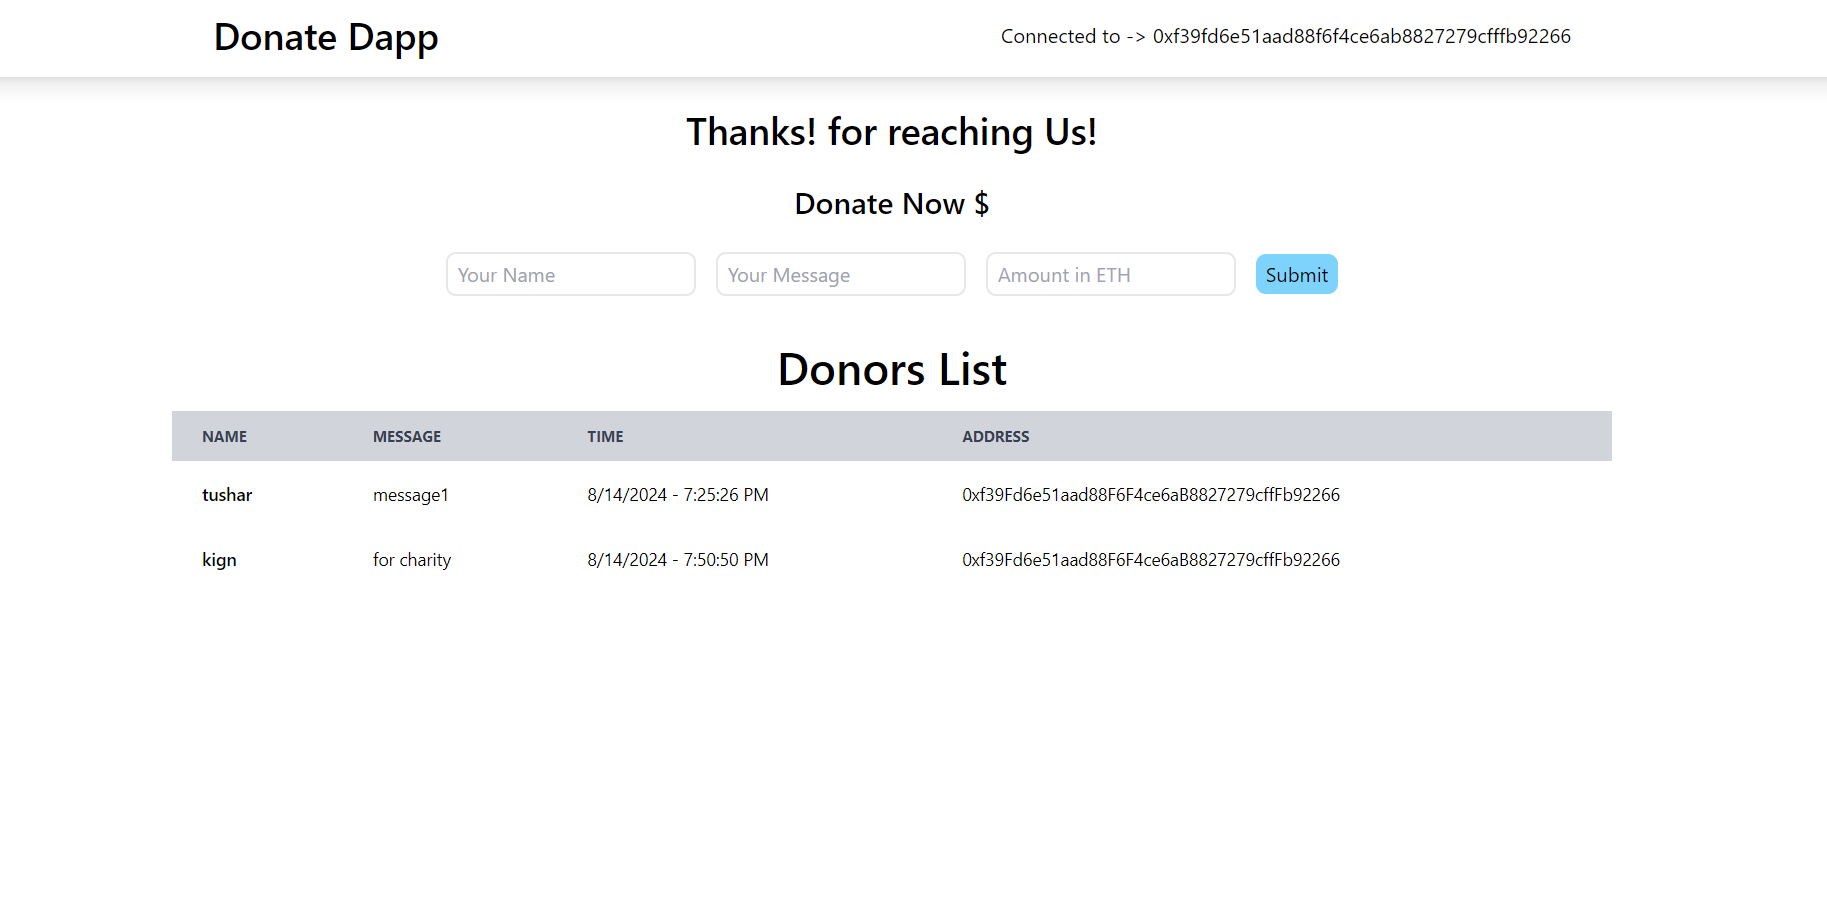 Donate Dapp
Connected to -> 0xf39fd6e51aad88f6f4ce6ab8827279cfffb92266
Thanks! for reaching Us!
Donate Now $
Your Name Your Message Amount in ETH Submit
Donors List
NAME MESSAGE TIME ADDRESS
tushar message1 8/14/2024 - 7:25:26 PM 0xf39Fd6e51aad88F6F4ce6aB8827279cffFb92266
kign for charity 8/14/2024 - 7:50:50 PM 0xf39Fd6e51aad88F6F4ce6aB8827279cffFb92266